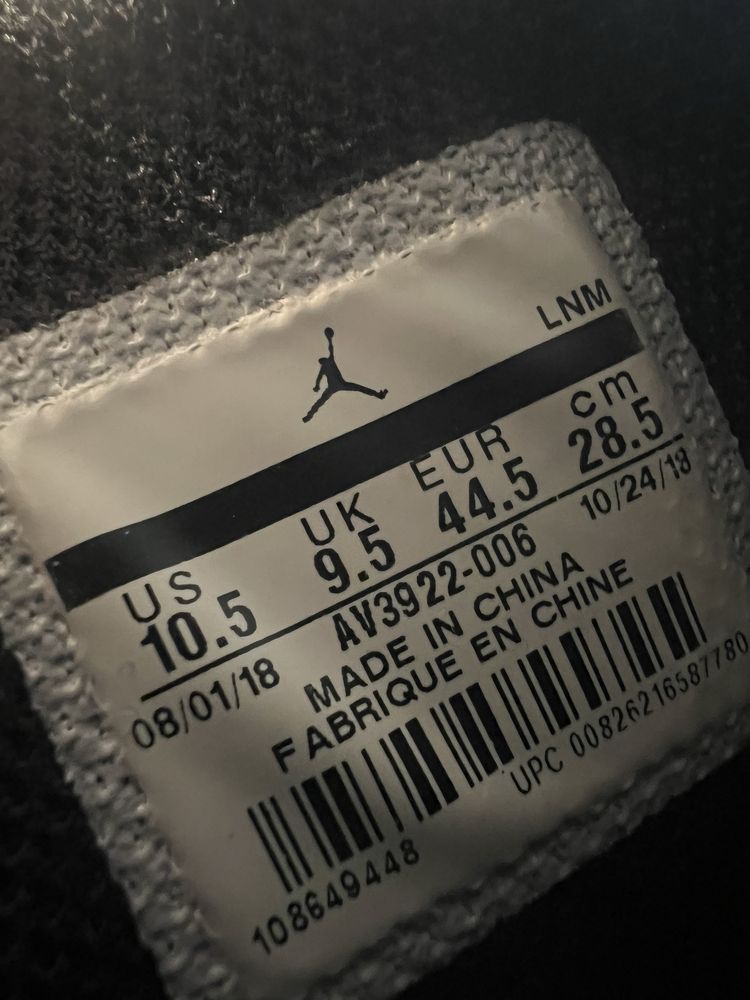 LNM
US UK EUR cm
10.5 9.5 44.5 28.5
08/01/18 AV3922-006 10/24/18
MADE IN CHINA
FABRIQUE EN CHINE
UPC 00826216587780
108649448